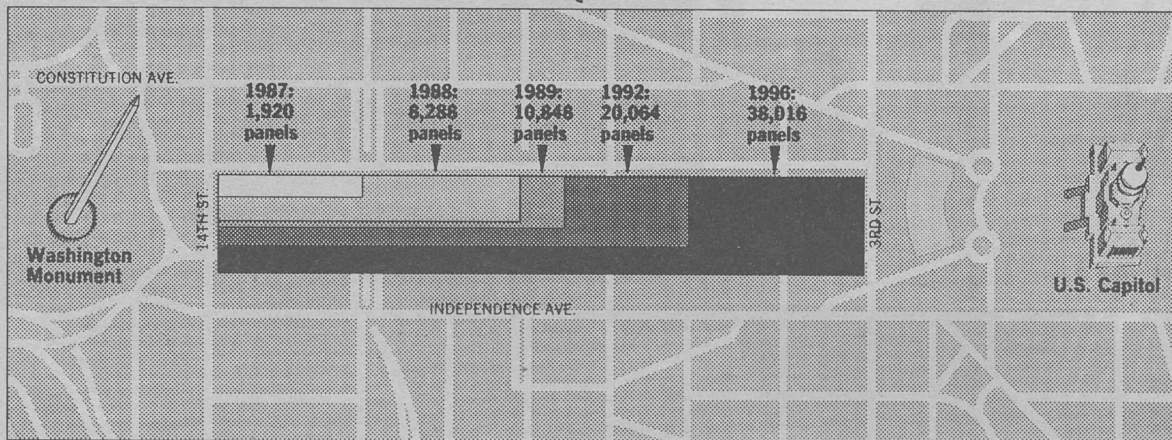 CONSTITUTION AVE.
1987:
1,920
panels
1988:
8,288
panels
1989:
10,848
panels
1992:
20,064
panels
1996:
38,016
panels
14TH ST.
3RD ST.
Washington
Monument
U.S. Capitol
INDEPENDENCE AVE.